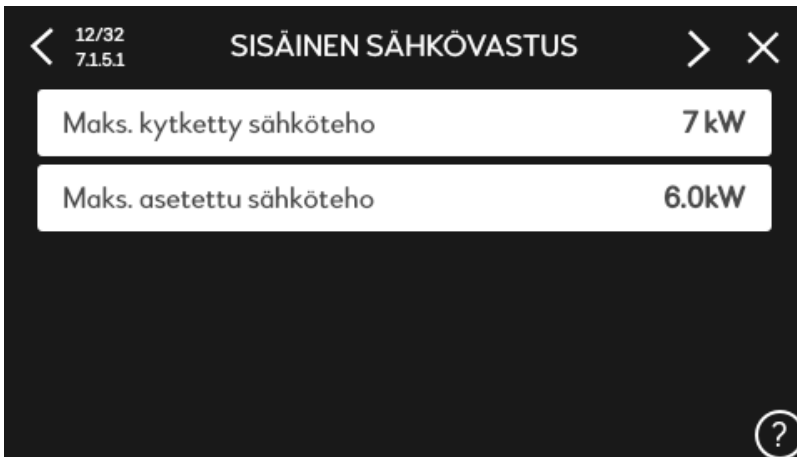 12/32
7.1.5.1
SISÄINEN SÄHKÖVASTUS
Maks. kytketty sähköteho 7 kW
Maks. asetettu sähköteho 6.0kW
?